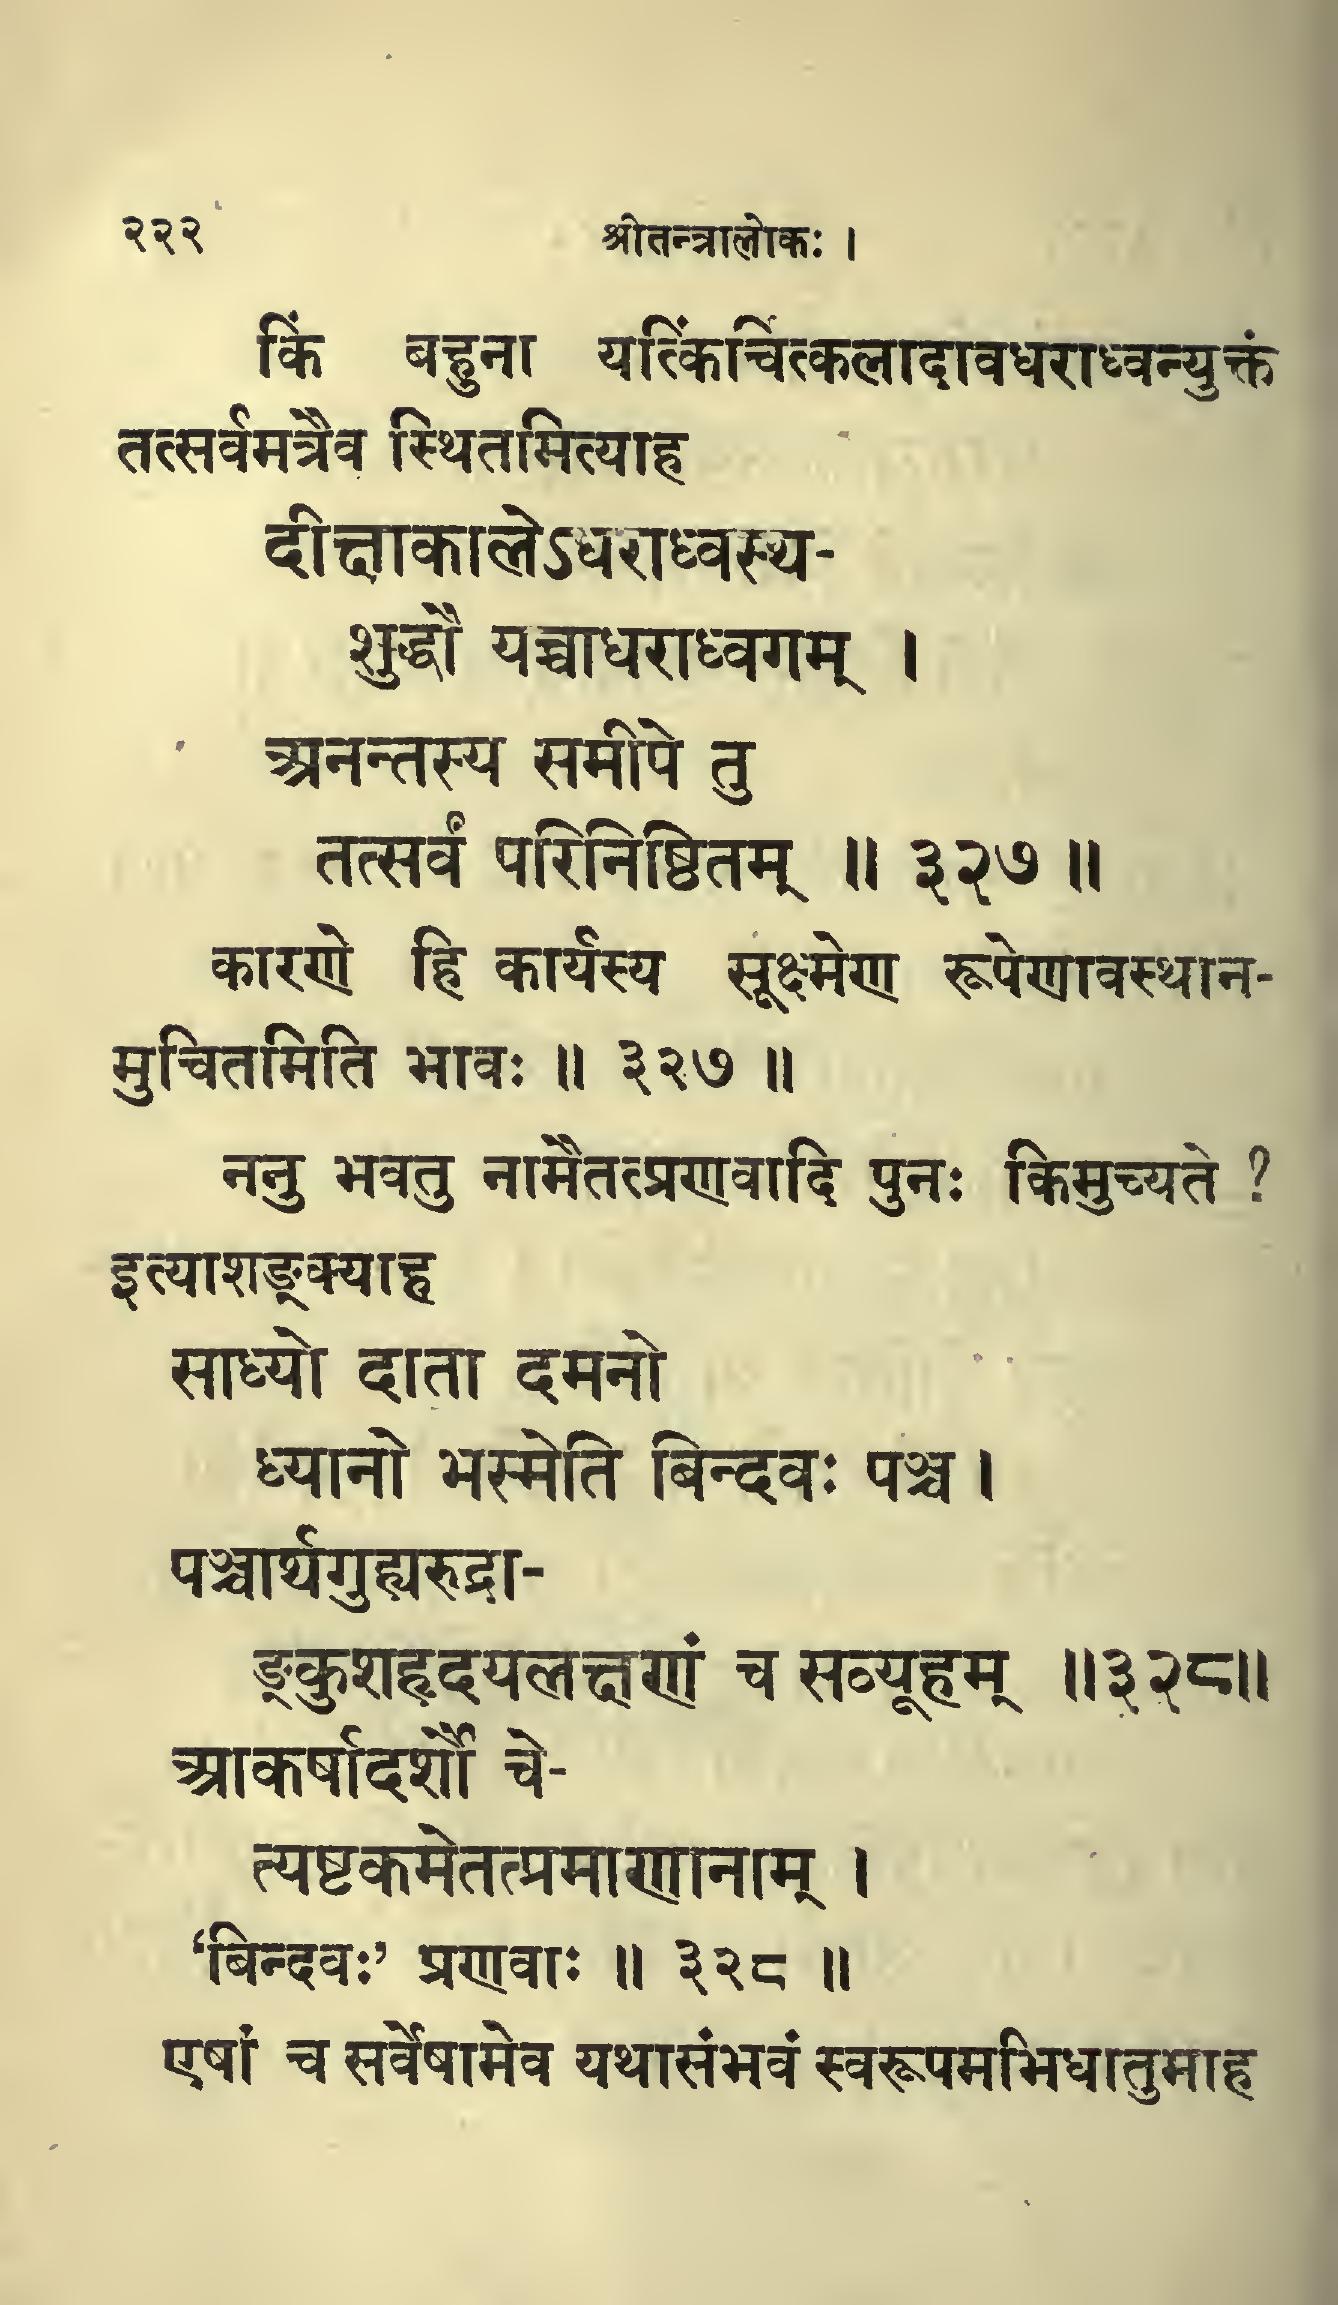 २२२ श्रीतन्त्रालोकः ।
किं बहुना यत्किंचित्कलादावधराध्वन्युक्तं
तत्सर्वमत्रैव स्थितमित्याह
दीक्षाकालेऽधराध्वस्थ-
शुद्धौ यच्चाधराध्वगम् ।
अनन्तस्य समीपे तु
तत्सर्वं परिनिष्ठितम् ॥ ३२७ ॥
कारणे हि कार्यस्य सूक्ष्मेण रूपेणावस्थान-
मुचितमिति भावः ॥ ३२७ ॥
ननु भवतु नामैतत्प्रणवादि पुनः किमुच्यते ?
इत्याशङ्क्याह
साध्यो दाता दमनो
ध्यानो भस्मेति बिन्दवः पञ्च ।
पञ्चार्थगुह्यरुद्रा-
ङ्कुशहृदयलक्षणं च सव्यूहम् ॥३२८॥
आकर्षादर्शौ चे-
त्यष्टकमेतत्प्रमाणानाम् ।
‘बिन्दवः’ प्रणवाः ॥ ३२८ ॥
एषां च सर्वेषामेव यथासंभवं स्वरूपमभिधातुमाह